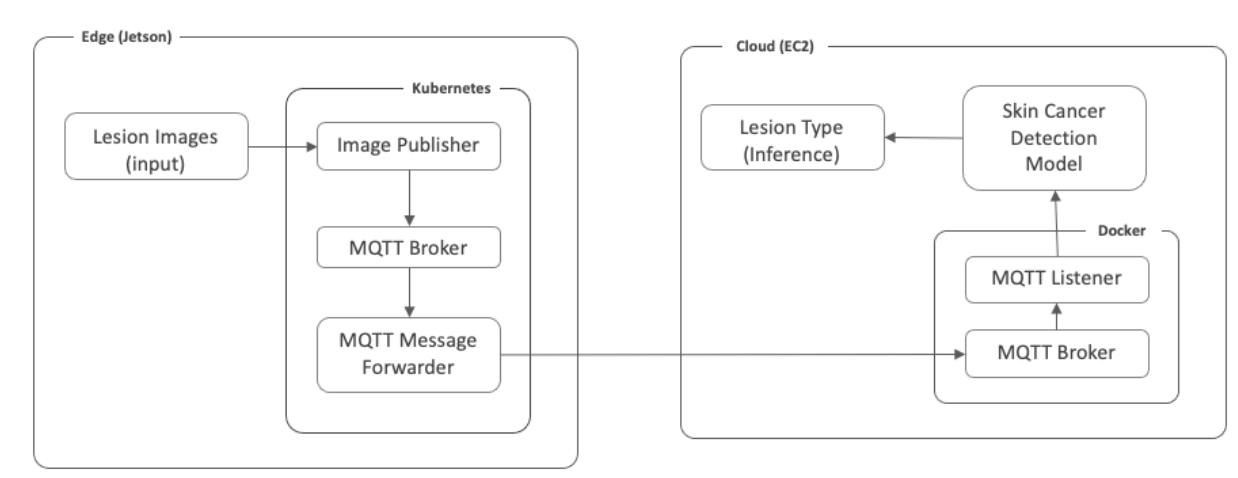 Edge (Jetson)
Kubernetes
Lesion Images
(input)
Image Publisher
MQTT Broker
MQTT Message
Forwarder
Cloud (EC2)
Lesion Type
(Inference)
Skin Cancer
Detection
Model
Docker
MQTT Listener
MQTT Broker